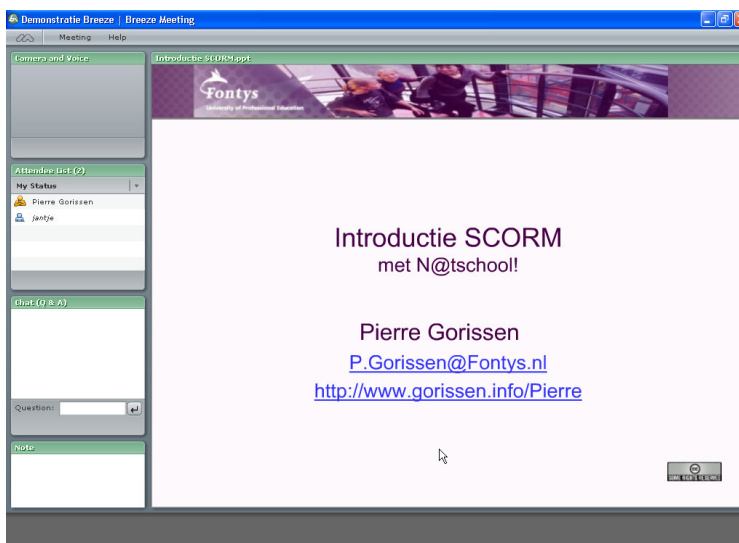 Demonstratie Breeze | Breeze Meeting
Meeting Help
Camera and Voice
Attendee List (2)
My Status
Pierre Gorissen
jantje
Chat (Q & A)
Question:
Note
Introductie SCORM.ppt
Fontys
University of Professional Education
Introductie SCORM
met N@tschool!
Pierre Gorissen
P.Gorissen@Fontys.nl
http://www.gorissen.info/Pierre
cc
SOME RIGHTS RESERVED